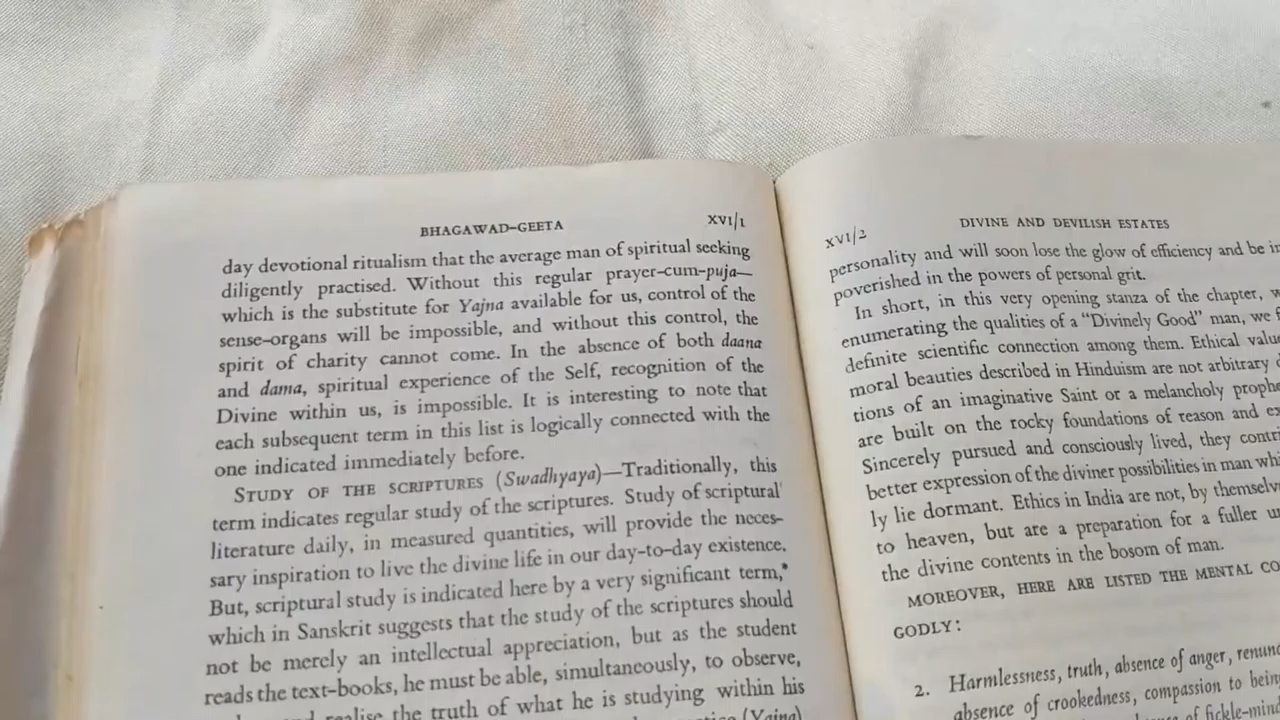 BHAGAWAD-GEETA XVI/1
day devotional ritualism that the average man of spiritual seeking
diligently practised. Without this regular prayer-cum-puja—
which is the substitute for Yajna available for us, control of the
sense-organs will be impossible, and without this control, the
spirit of charity cannot come. In the absence of both daana
and dama, spiritual experience of the Self, recognition of the
Divine within us, is impossible. It is interesting to note that
each subsequent term in this list is logically connected with the
one indicated immediately before.
STUDY OF THE SCRIPTURES (Swadhyaya)—Traditionally, this
term indicates regular study of the scriptures. Study of scriptural
literature daily, in measured quantities, will provide the neces-
sary inspiration to live the divine life in our day-to-day existence.
But, scriptural study is indicated here by a very significant term,*
which in Sanskrit suggests that the study of the scriptures should
not be merely an intellectual appreciation, but as the student
reads the text-books, he must be able, simultaneously, to observe,
realise the truth of what he is studying within his
(Yajna)
XVI/2 DIVINE AND DEVILISH ESTATES
personality and will soon lose the glow of efficiency and be
poverished in the powers of personal grit.
In short, in this very opening stanza of the chapter,
enumerating the qualities of a "Divinely Good" man, we
definite scientific connection among them. Ethical
moral beauties described in Hinduism are not arbitrary
tions of an imaginative Saint or a melancholy
are built on the rocky foundations of reason and
Sincerely pursued and consciously lived, they
better expression of the diviner possibilities in man
ly lie dormant. Ethics in India are not, by
to heaven, but are a preparation for a fuller
the divine contents in the bosom of man.
MOREOVER, HERE ARE LISTED THE MENTAL
GODLY:
2. Harmlessness, truth, absence of anger,
absence of crookedness, compassion to
of